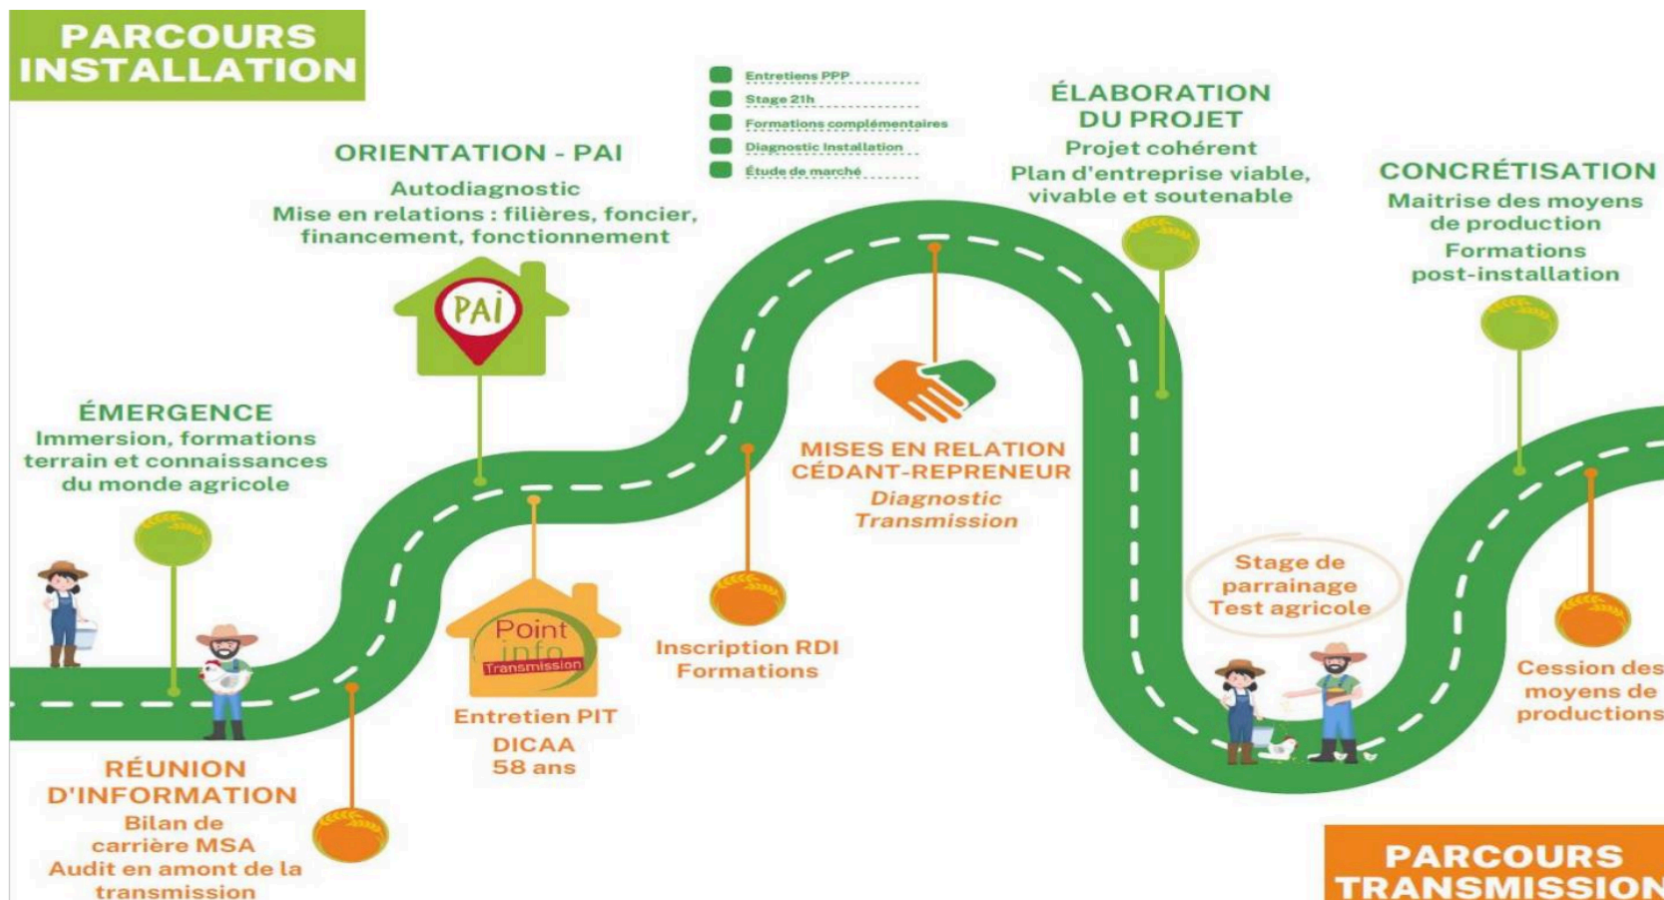 PARCOURS
INSTALLATION
Entretiens PPP
Stage 21h
Formations complémentaires
Diagnostic Installation
Étude de marché
ÉLABORATION
DU PROJET
Projet cohérent
Plan d'entreprise viable,
vivable et soutenable
CONCRÉTISATION
Maitrise des moyens
de production
Formations
post-installation
ORIENTATION - PAI
Autodiagnostic
Mise en relations : filières, foncier,
financement, fonctionnement
PAi
ÉMERGENCE
Immersion, formations
terrain et connaissances
du monde agricole
MISES EN RELATION
CÉDANT-REPRENEUR
Diagnostic
Transmission
Stage de
parrainage
Test agricole
Point
info
Transmission
Entretien PIT
DICAA
58 ans
Inscription RDI
Formations
Cession des
moyens de
productions
RÉUNION
D'INFORMATION
Bilan de
carrière MSA
Audit en amont de la
transmission
PARCOURS
TRANSMISSION